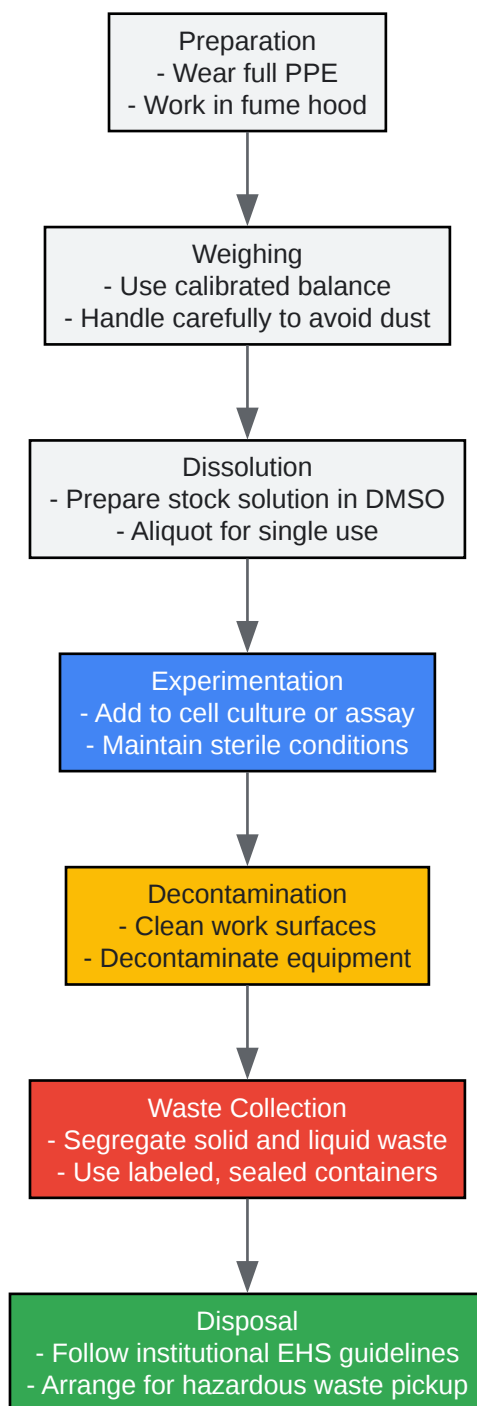 Preparation
- Wear full PPE
- Work in fume hood
Weighing
- Use calibrated balance
- Handle carefully to avoid dust
Dissolution
- Prepare stock solution in DMSO
- Aliquot for single use
Experimentation
- Add to cell culture or assay
- Maintain sterile conditions
Decontamination
- Clean work surfaces
- Decontaminate equipment
Waste Collection
- Segregate solid and liquid waste
- Use labeled, sealed containers
Disposal
- Follow institutional EHS guidelines
- Arrange for hazardous waste pickup